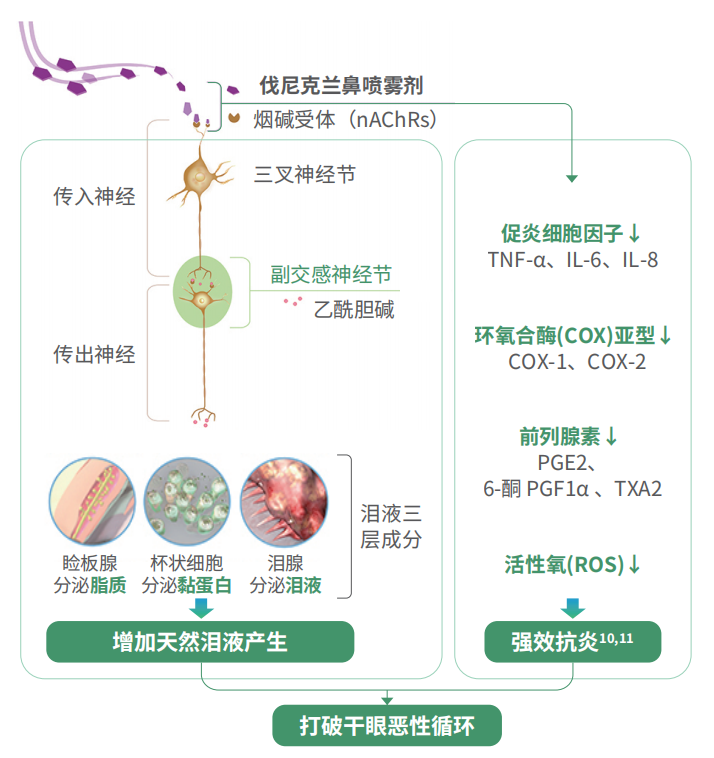 伐尼克兰鼻喷雾剂
烟碱受体（nAChRs）
三叉神经节
传入神经
副交感神经节
乙酰胆碱
传出神经
泪液三
层成分
睑板腺
分泌脂质
杯状细胞
分泌黏蛋白
泪腺
分泌泪液
增加天然泪液产生
促炎细胞因子↓
TNF-α、IL-6、IL-8
环氧合酶(COX)亚型↓
COX-1、COX-2
前列腺素↓
PGE2、
6-酮 PGF1α 、TXA2
活性氧(ROS)↓
强效抗炎10,11
打破干眼恶性循环